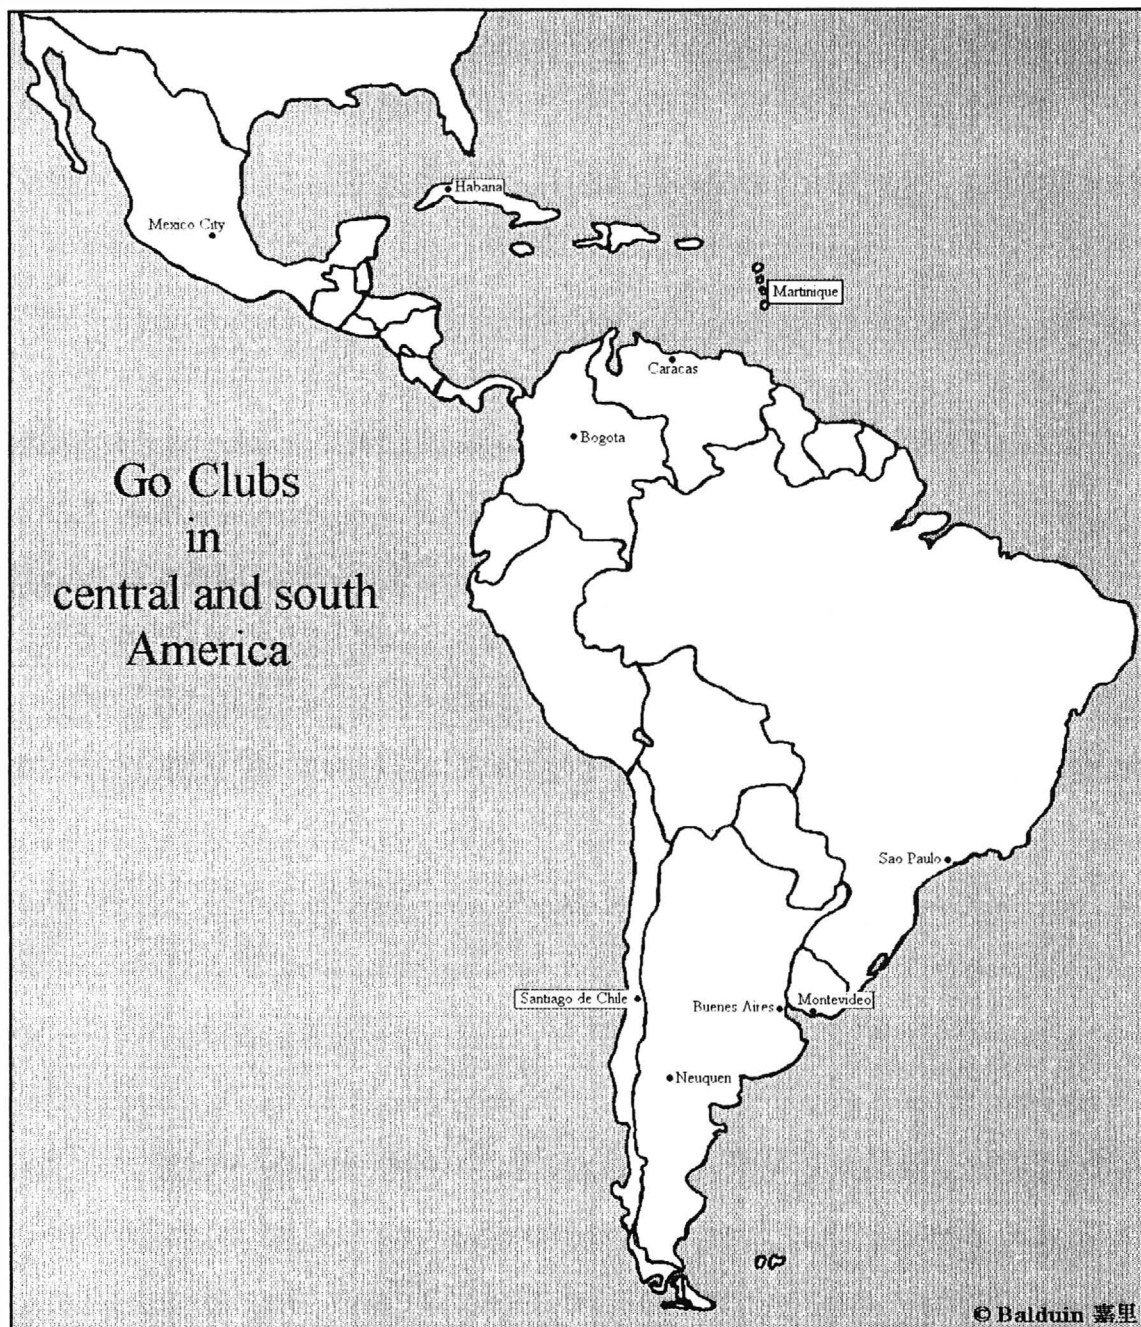 Habana
Mexico City
Martinique
Caracas
Bogota
Go Clubs
in
central and south
America
Sao Paulo
Santiago de Chile
Buenes Aires
Montevideo
Neuquen
© Balduin 嘉里